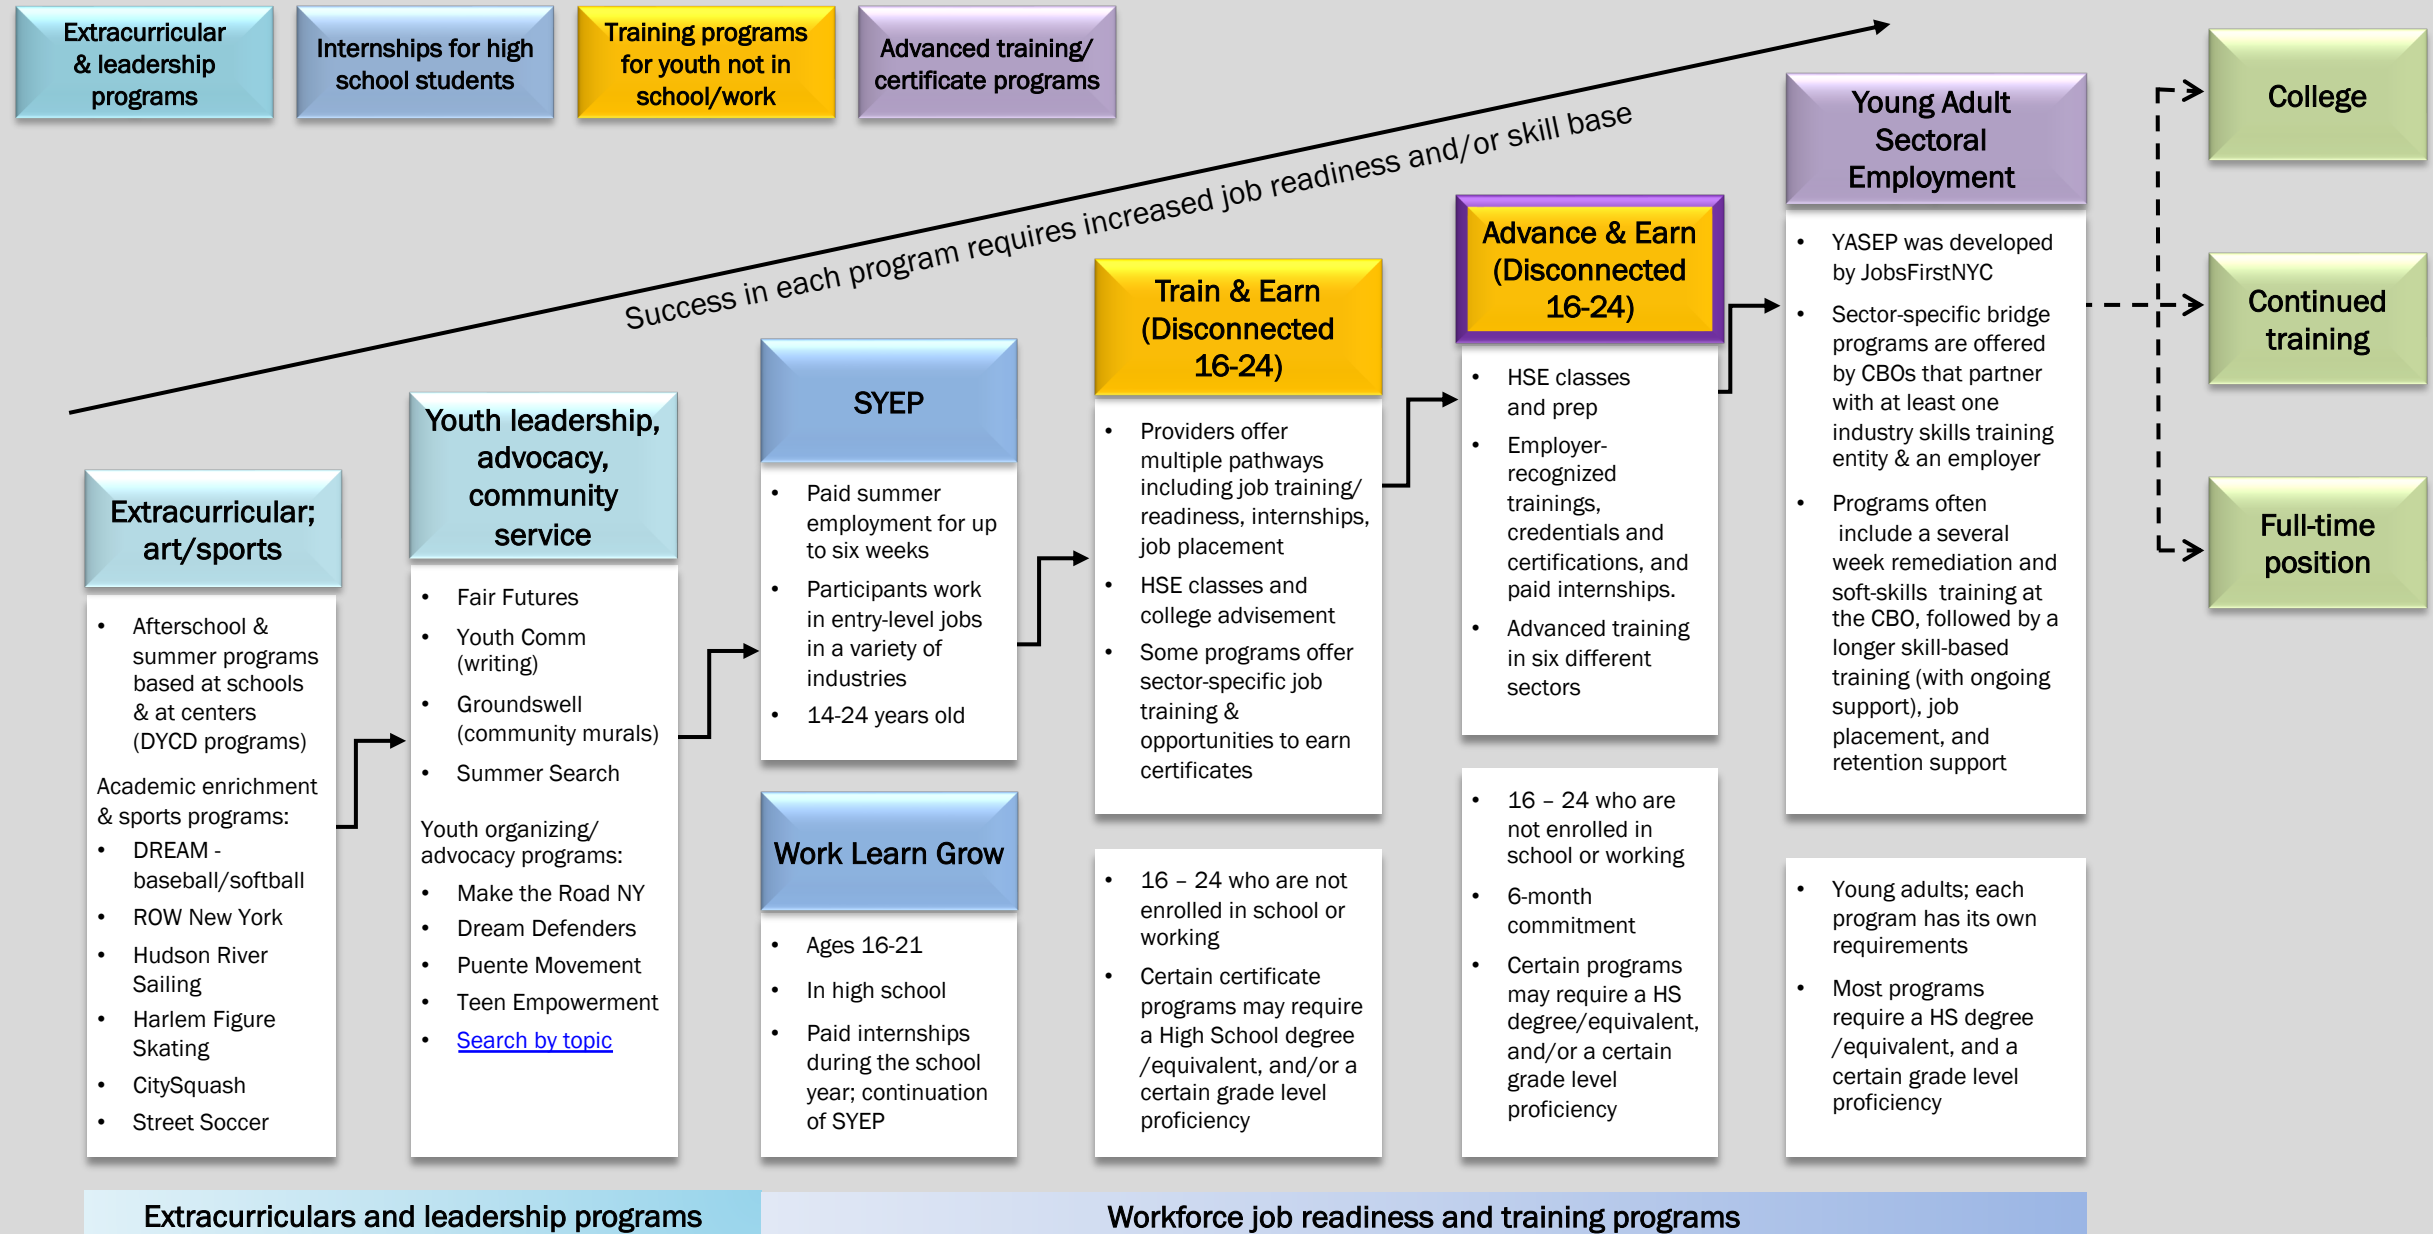 Extracurricular
& leadership
programs
Internships for high
school students
Training programs
for youth not in
school/work
Advanced training/
certificate programs
Success in each program requires increased job readiness and/or skill base
Extracurricular;
art/sports
• Afterschool &
summer programs
based at schools
& at centers
(DYCD programs)
Academic enrichment
& sports programs:
• DREAM -
baseball/softball
• ROW New York
• Hudson River
Sailing
• Harlem Figure
Skating
• CitySquash
• Street Soccer
Youth leadership,
advocacy,
community
service
• Fair Futures
• Youth Comm
(writing)
• Groundswell
(community murals)
• Summer Search
Youth organizing/
advocacy programs:
• Make the Road NY
• Dream Defenders
• Puente Movement
• Teen Empowerment
• Search by topic
SYEP
• Paid summer
employment for up
to six weeks
• Participants work
in entry-level jobs
in a variety of
industries
• 14-24 years old
Work Learn Grow
• Ages 16-21
• In high school
• Paid internships
during the school
year; continuation
of SYEP
Train & Earn
(Disconnected
16-24)
• Providers offer
multiple pathways
including job training/
readiness, internships,
job placement
• HSE classes and
college advisement
• Some programs offer
sector-specific job
training &
opportunities to earn
certificates
• 16 – 24 who are not
enrolled in school or
working
• Certain certificate
programs may require
a High School degree
/equivalent, and/or a
certain grade level
proficiency
Advance & Earn
(Disconnected
16-24)
• HSE classes
and prep
• Employer-
recognized
trainings,
credentials and
certifications, and
paid internships.
• Advanced training
in six different
sectors
• 16 – 24 who are
not enrolled in
school or working
• 6-month
commitment
• Certain programs
may require a HS
degree/equivalent,
and/or a certain
grade level
proficiency
Young Adult
Sectoral
Employment
• YASEP was developed
by JobsFirstNYC
• Sector-specific bridge
programs are offered
by CBOs that partner
with at least one
industry skills training
entity & an employer
• Programs often
include a several
week remediation and
soft-skills training at
the CBO, followed by a
longer skill-based
training (with ongoing
support), job
placement, and
retention support
• Young adults; each
program has its own
requirements
• Most programs
require a HS degree
/equivalent, and a
certain grade level
proficiency
College
Continued
training
Full-time
position
Extracurriculars and leadership programs
Workforce job readiness and training programs